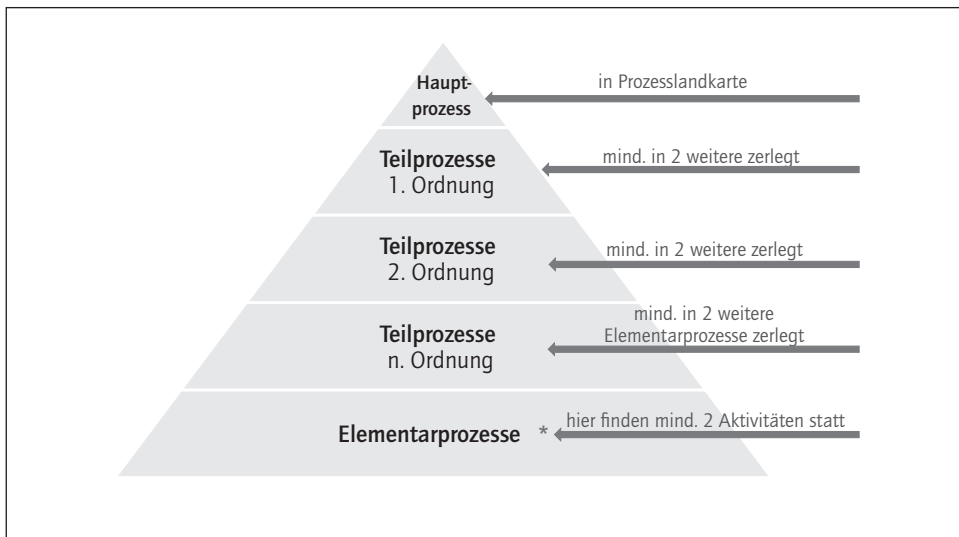 Haupt-
prozess
in Prozesslandkarte
Teilprozesse
1. Ordnung
mind. in 2 weitere zerlegt
Teilprozesse
2. Ordnung
mind. in 2 weitere zerlegt
Teilprozesse
n. Ordnung
mind. in 2 weitere
Elementarprozesse zerlegt
Elementarprozesse *
hier finden mind. 2 Aktivitäten statt